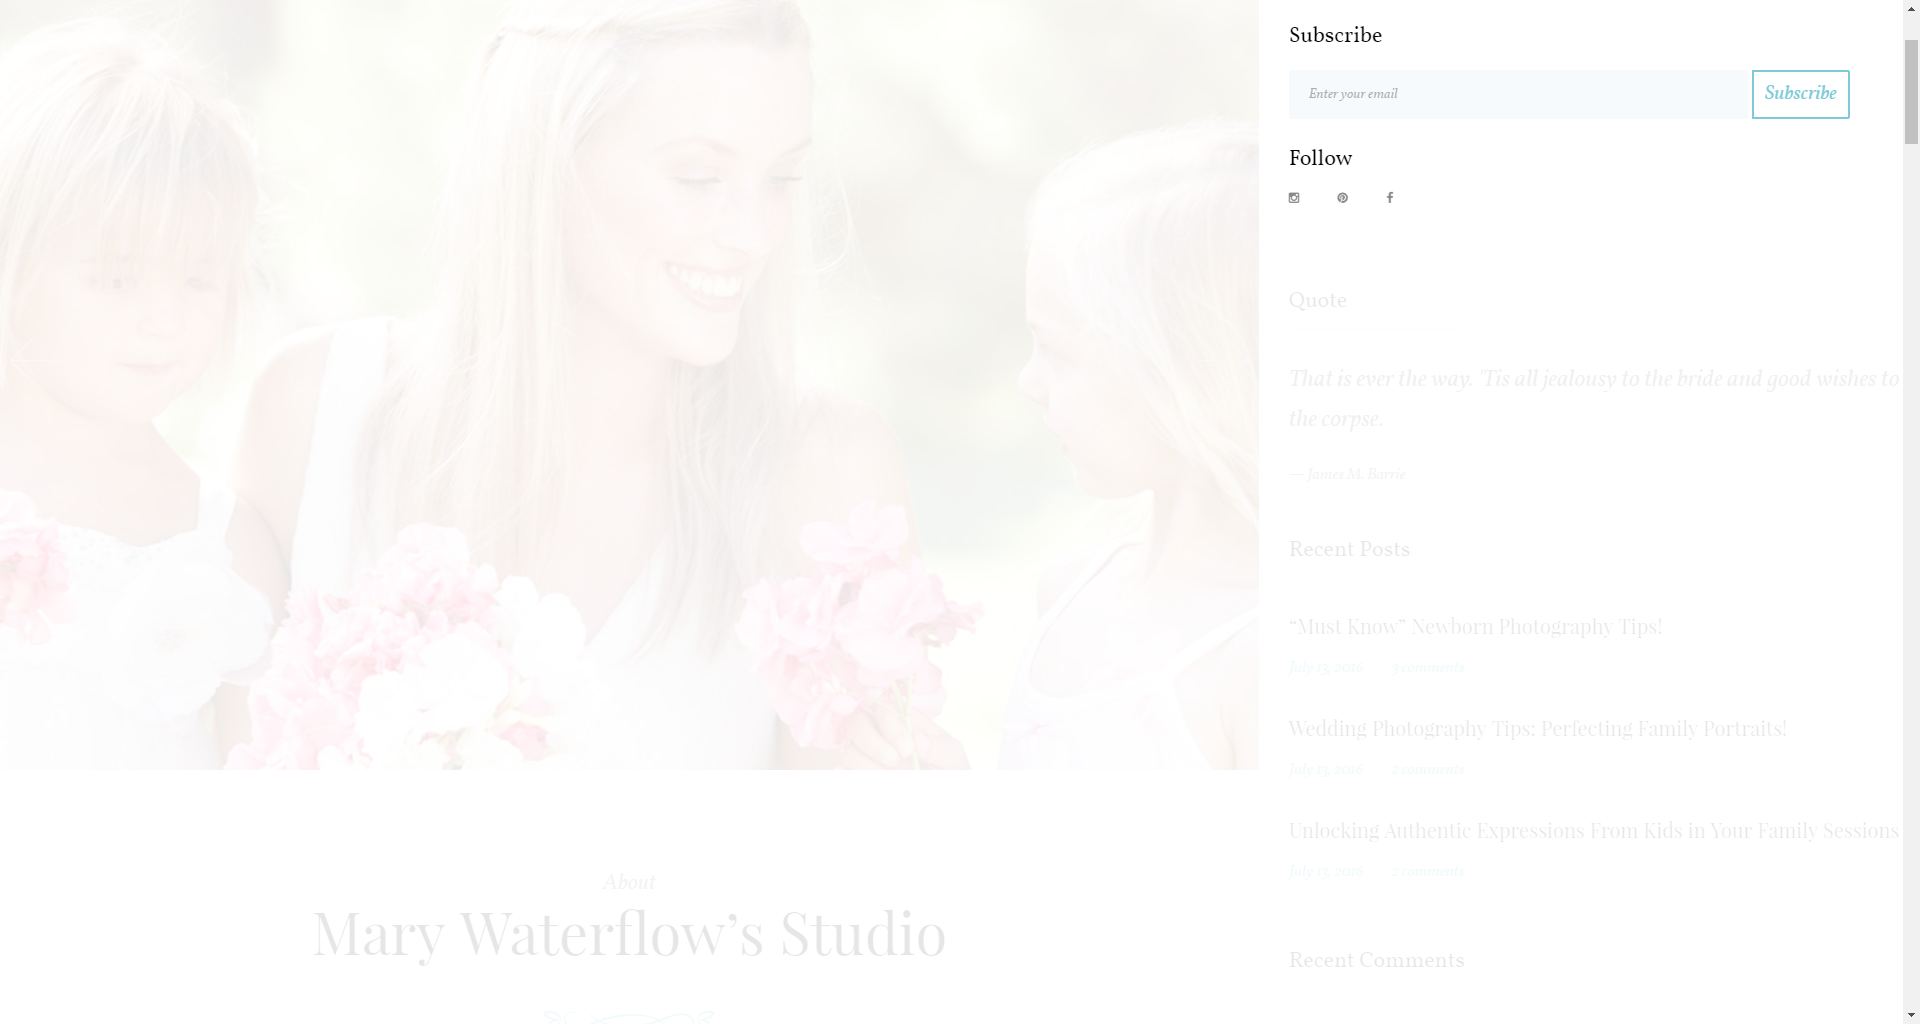 Subscribe
Enter your email
Subscribe
Follow
Quote
That is ever the way. 'Tis all jealousy to the bride and good wishes to
the corpse.
— James M. Barrie
Recent Posts
“Must Know” Newborn Photography Tips!
July 13, 2016 3 comments
Wedding Photography Tips: Perfecting Family Portraits!
July 13, 2016 2 comments
Unlocking Authentic Expressions From Kids in Your Family Sessions
July 13, 2016 2 comments
Recent Comments
About
Mary Waterflow’s Studio